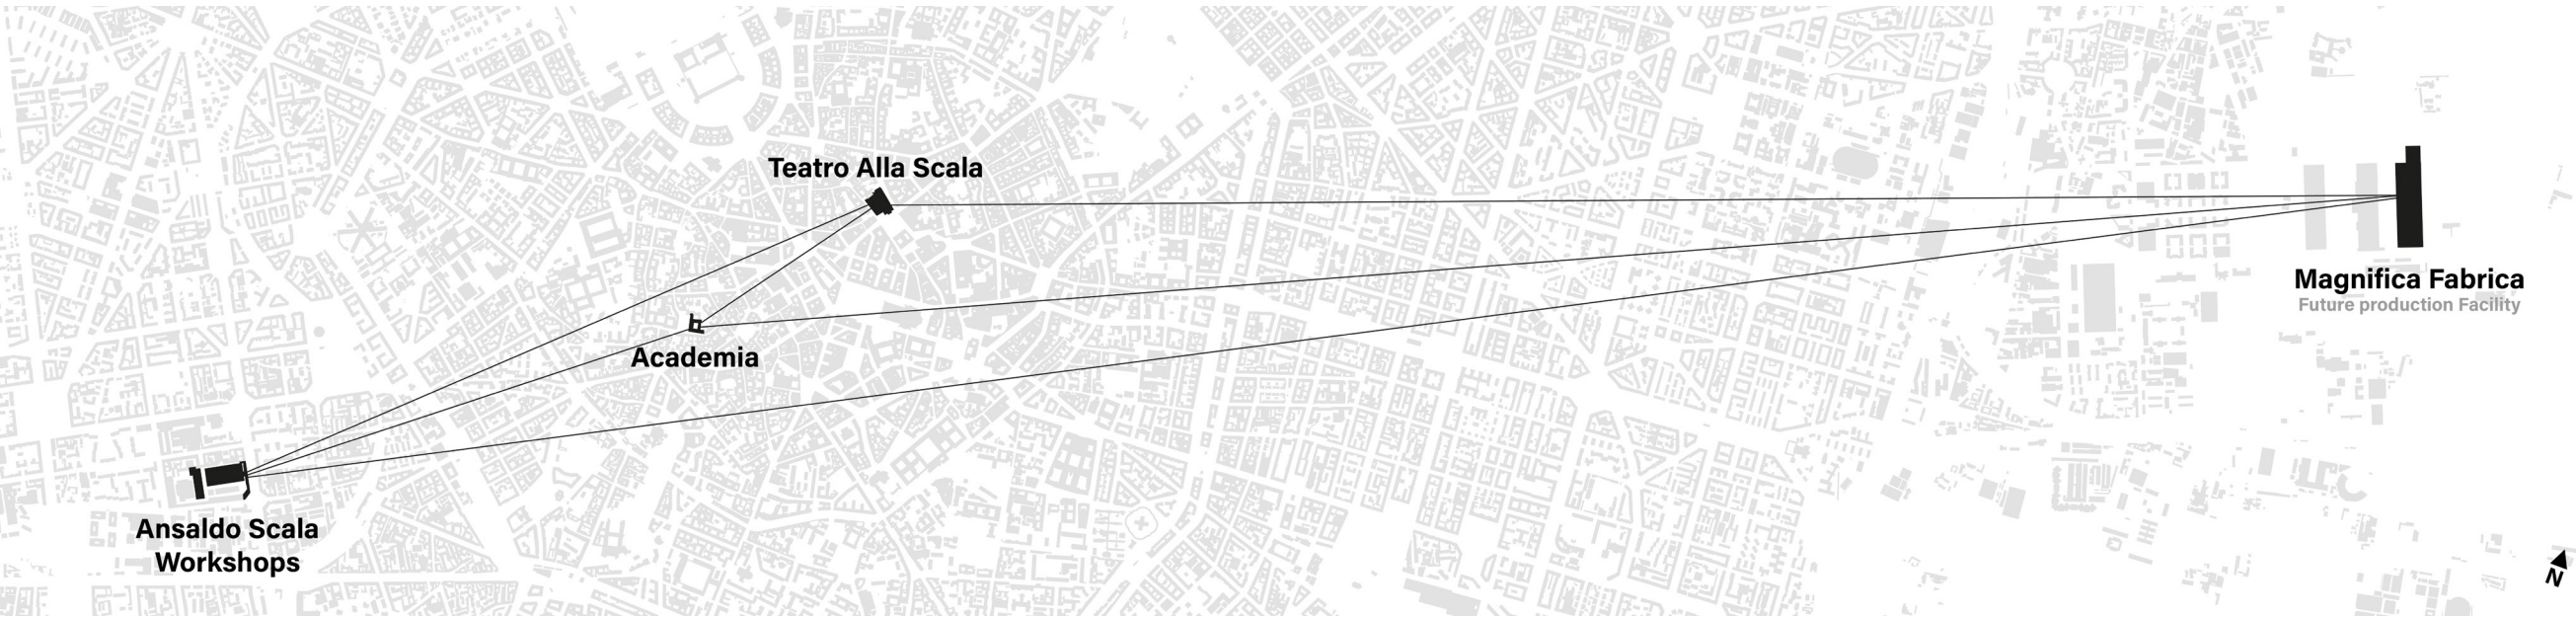 Teatro Alla Scala
Magnifica Fabrica
Future production Facility
Academia
Ansaldo Scala
Workshops
N